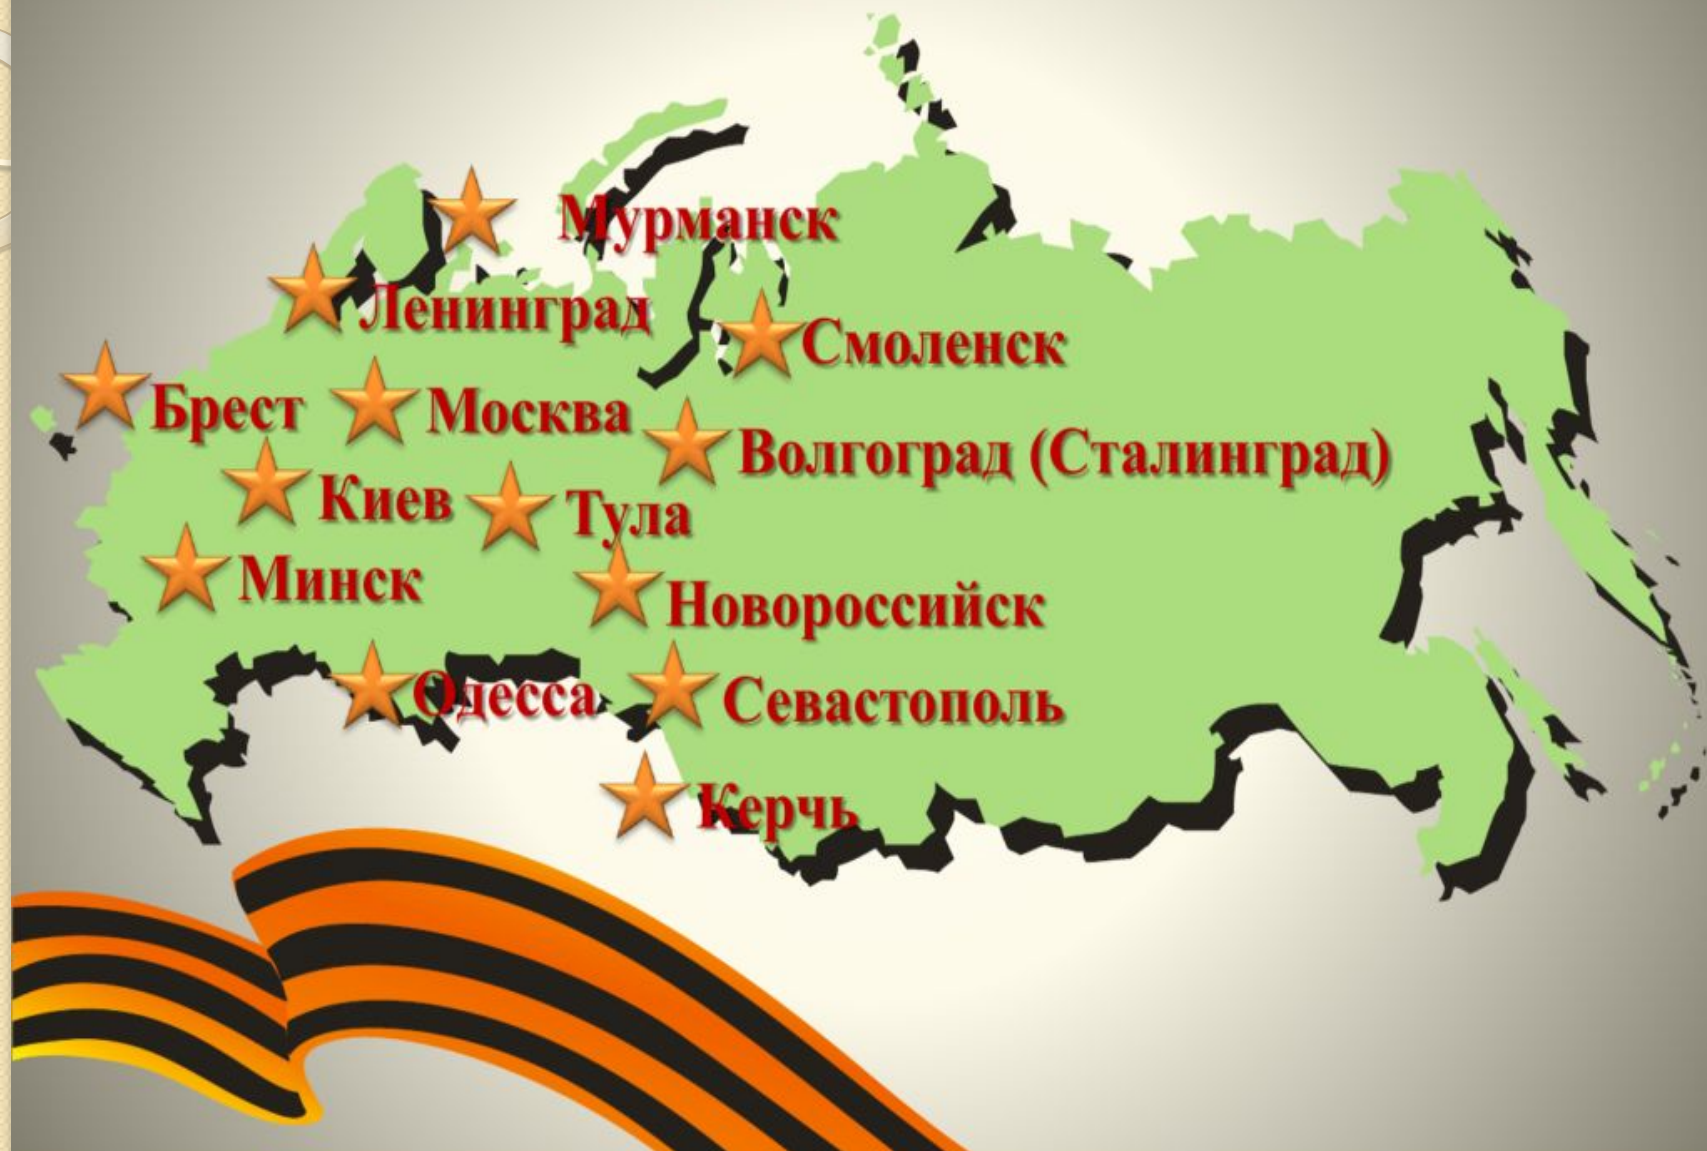 Мурманск
Ленинград
Смоленск
Брест
Москва
Волгоград (Сталинград)
Киев
Тула
Минск
Новороссийск
Одесса
Севастополь
Керчь